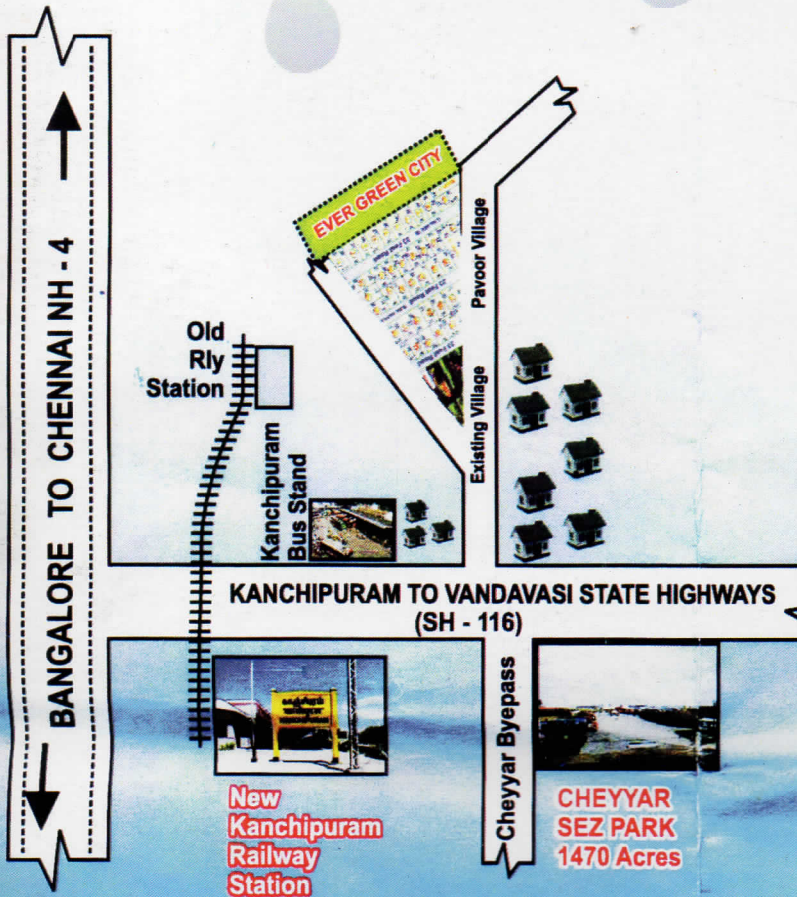 BANGALORE TO CHENNAI NH - 4
EVER GREEN CITY
Pavoor Village
Existing Village
Old
Rly
Station
Kanchipuram
Bus Stand
KANCHIPURAM TO VANDAVASI STATE HIGHWAYS
(SH - 116)
Cheyyar Byepass
New
Kanchipuram
Railway
Station
CHEYYAR
SEZ PARK
1470 Acres